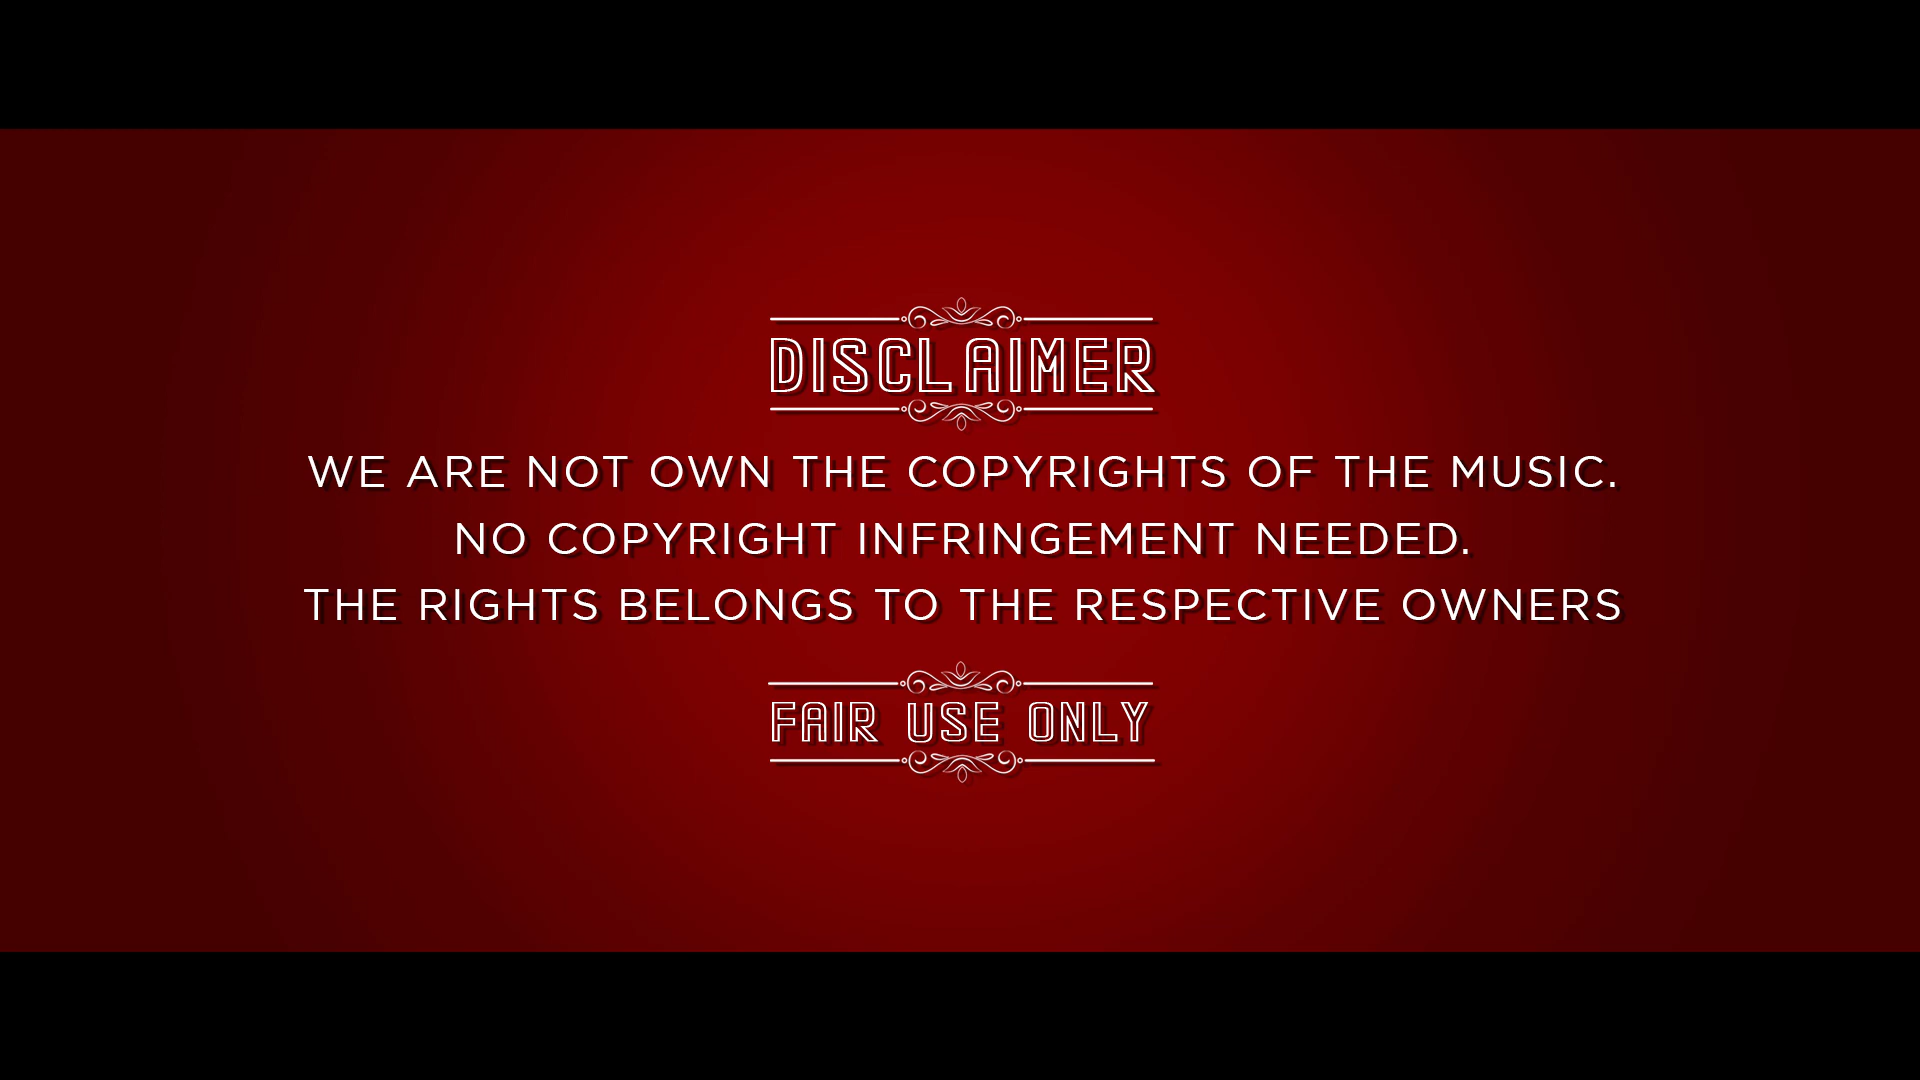 DISCLAIMER
WE ARE NOT OWN THE COPYRIGHTS OF THE MUSIC.
NO COPYRIGHT INFRINGEMENT NEEDED.
THE RIGHTS BELONGS TO THE RESPECTIVE OWNERS
FAIR USE ONLY